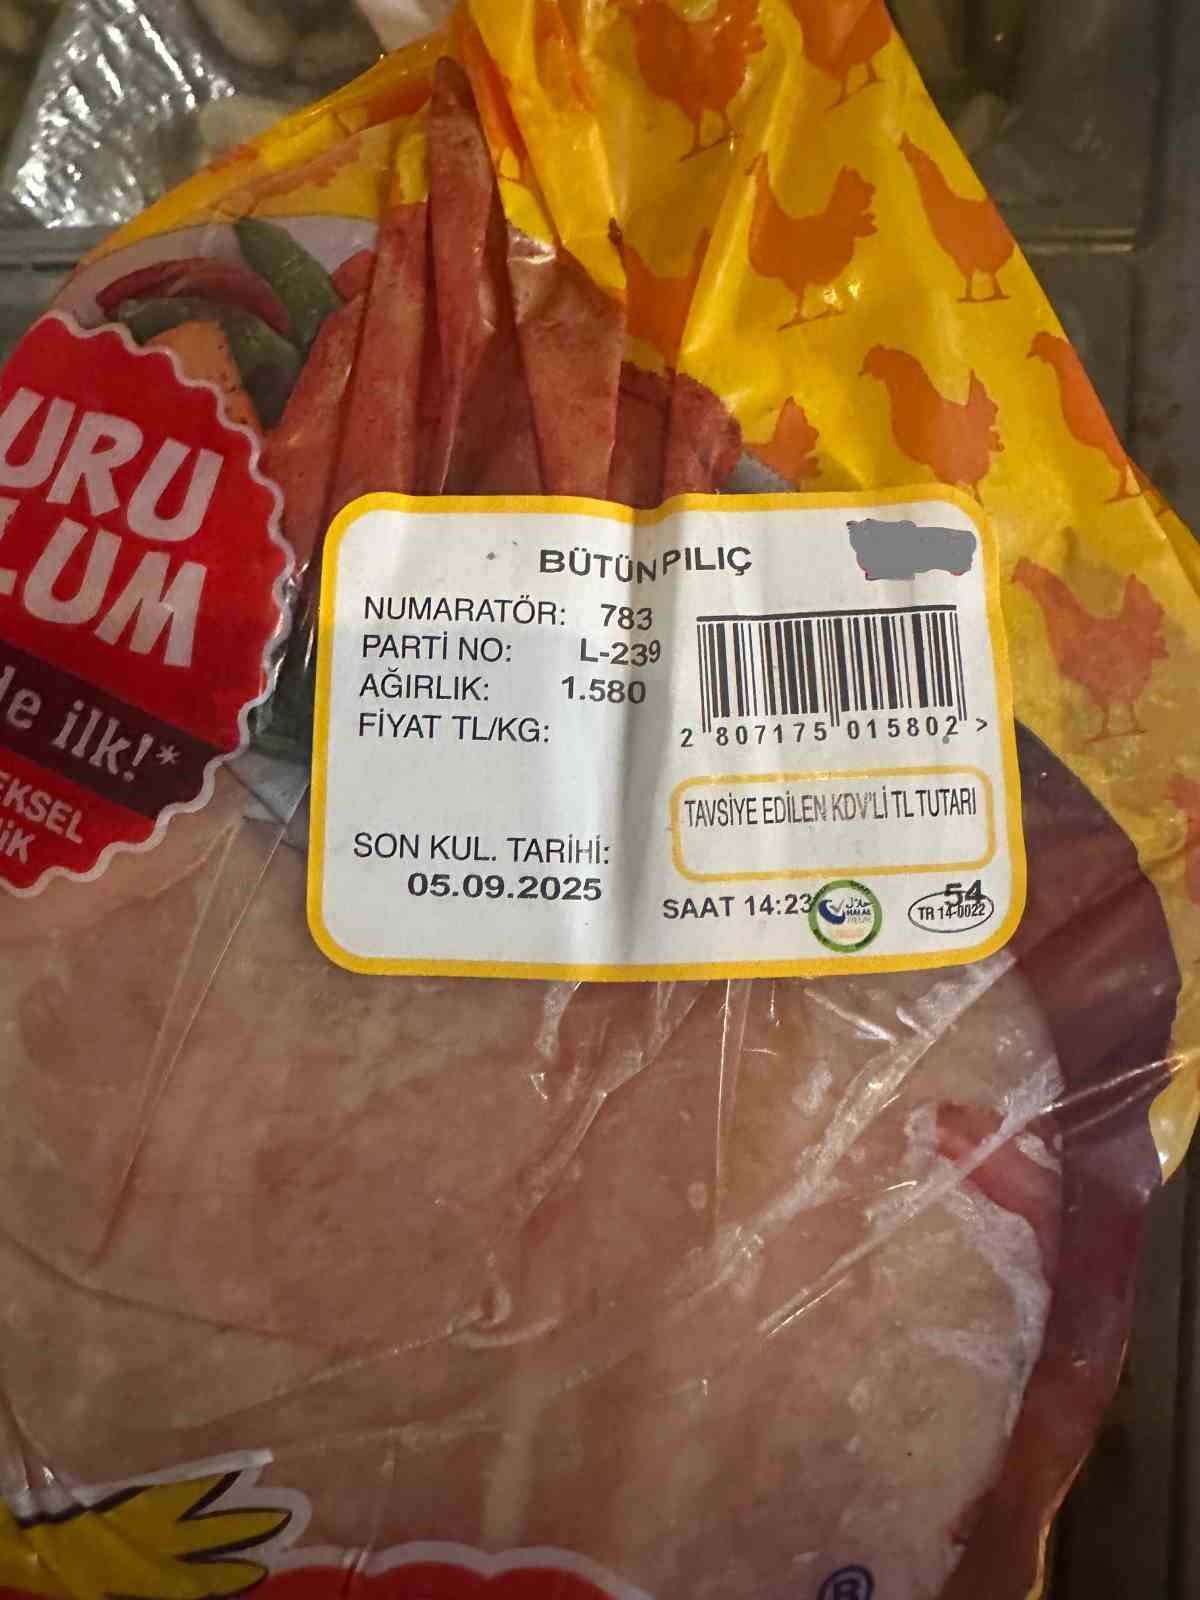 URU
LUM
de ilk!*
EKSEL
İK
BÜTÜN PİLİÇ
NUMARATÖR: 783
PARTİ NO: L-239
AĞIRLIK: 1.580
FİYAT TL/KG:
2 807175 015802 >
TAVSİYE EDİLEN KDV'Lİ TL TUTARI
SON KUL. TARİHİ:
05.09.2025
SAAT 14:23
HALAL
54
TR 14-0022
®